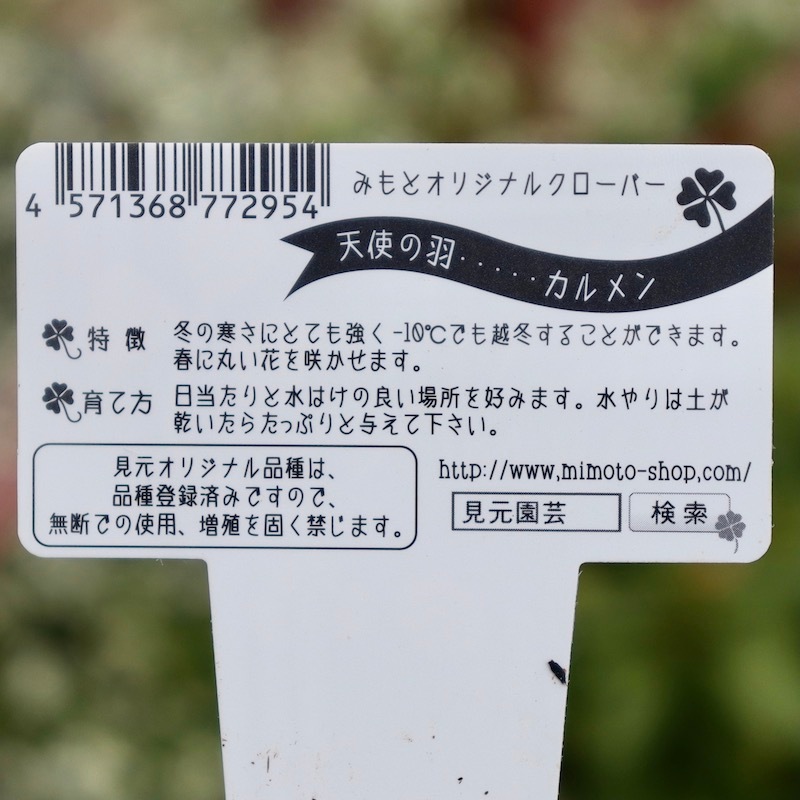 4 571368 772954
みもとオリジナルクローバー
天使の羽・・・・・カルメン
特徴 冬の寒さにとても強く-10℃でも越冬することができます。
春に丸い花を咲かせます。
育て方 日当たりと水はけの良い場所を好みます。水やりは土が
乾いたらたっぷりと与えて下さい。
見元オリジナル品種は、
品種登録済みですので、
無断での使用、増殖を固く禁じます。
http://www.mimoto-shop.com/
見元園芸 検索